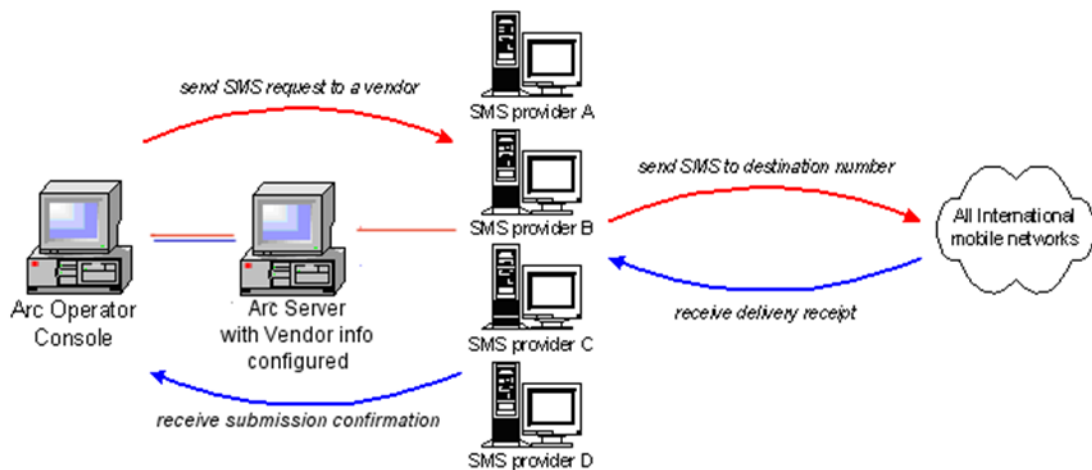 SMS provider A
send SMS request to a vendor
SMS provider B
send SMS to destination number
All International
mobile networks
Arc Operator
Console
Arc Server
with Vendor info
configured
SMS provider C
receive delivery receipt
receive submission confirmation
SMS provider D